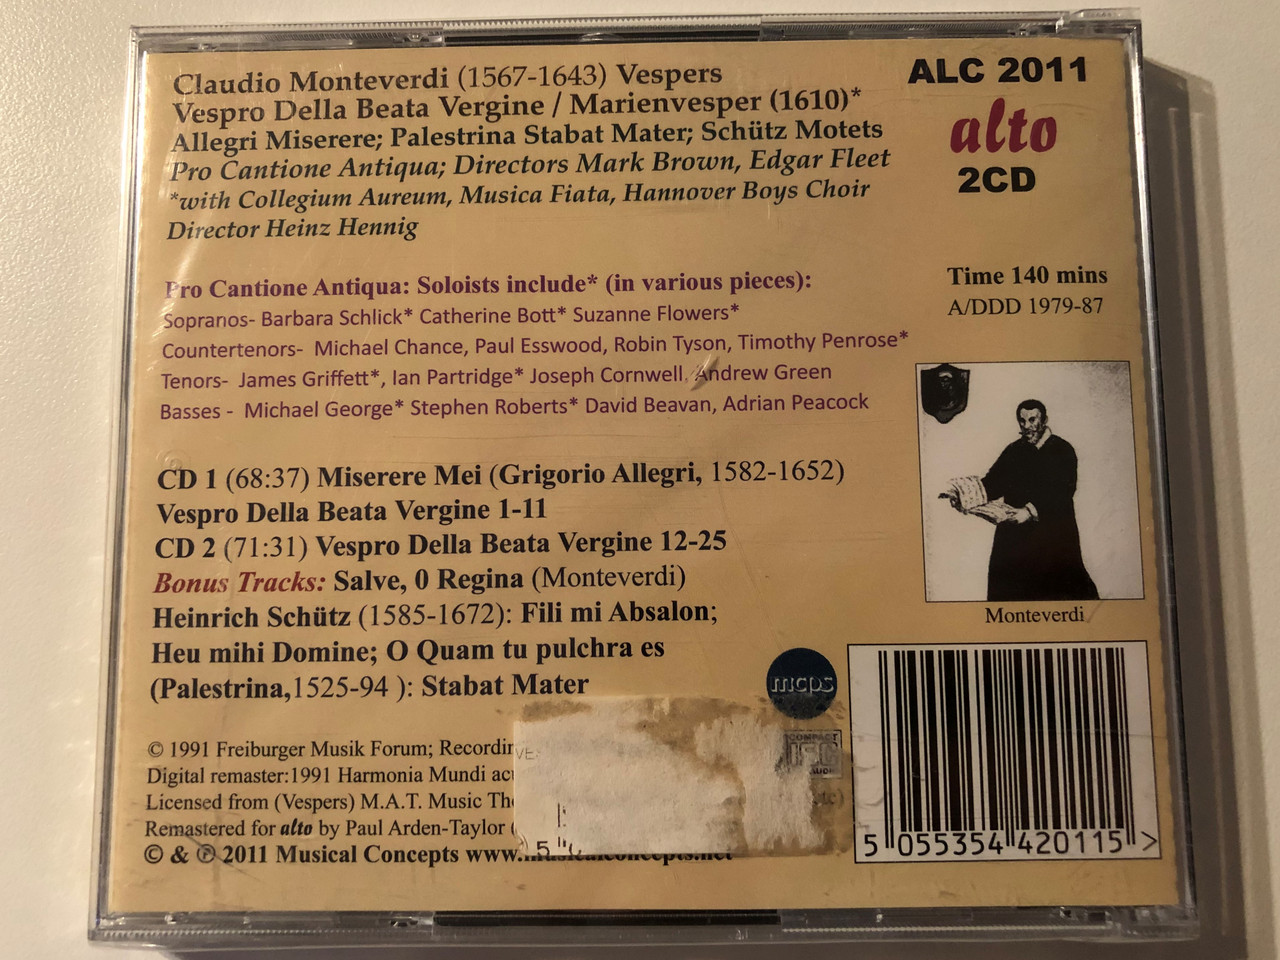 Claudio Monteverdi (1567-1643) Vespers
Vespro Della Beata Vergine / Marienvesper (1610)*
Allegri Miserere; Palestrina Stabat Mater; Schütz Motets
Pro Cantione Antiqua; Directors Mark Brown, Edgar Fleet
*with Collegium Aureum, Musica Fiata, Hannover Boys Choir
Director Heinz Hennig
ALC 2011
alto
2CD
Time 140 mins
A/DDD 1979-87
Pro Cantione Antiqua: Soloists include* (in various pieces):
Sopranos- Barbara Schlick* Catherine Bott* Suzanne Flowers*
Countertenors- Michael Chance, Paul Esswood, Robin Tyson, Timothy Penrose*
Tenors- James Griffett*, Ian Partridge* Joseph Cornwell, Andrew Green
Basses - Michael George* Stephen Roberts* David Beavan, Adrian Peacock
CD 1 (68:37) Miserere Mei (Grigorio Allegri, 1582-1652)
Vespro Della Beata Vergine 1-11
CD 2 (71:31) Vespro Della Beata Vergine 12-25
Bonus Tracks: Salve, 0 Regina (Monteverdi)
Heinrich Schütz (1585-1672): Fili mi Absalon;
Heu mihi Domine; O Quam tu pulchra es
(Palestrina,1525-94 ): Stabat Mater
Monteverdi
mcps
COMPACT
disc
© 1991 Freiburger Musik Forum;
Digital remaster:1991 Harmonia Mundi
Licensed from (Vespers) M.A.T. Music
Remastered for alto by Paul Arden-Taylor
© & ℗ 2011 Musical Concepts www.musicalconcepts.net
5 055354 420115 >